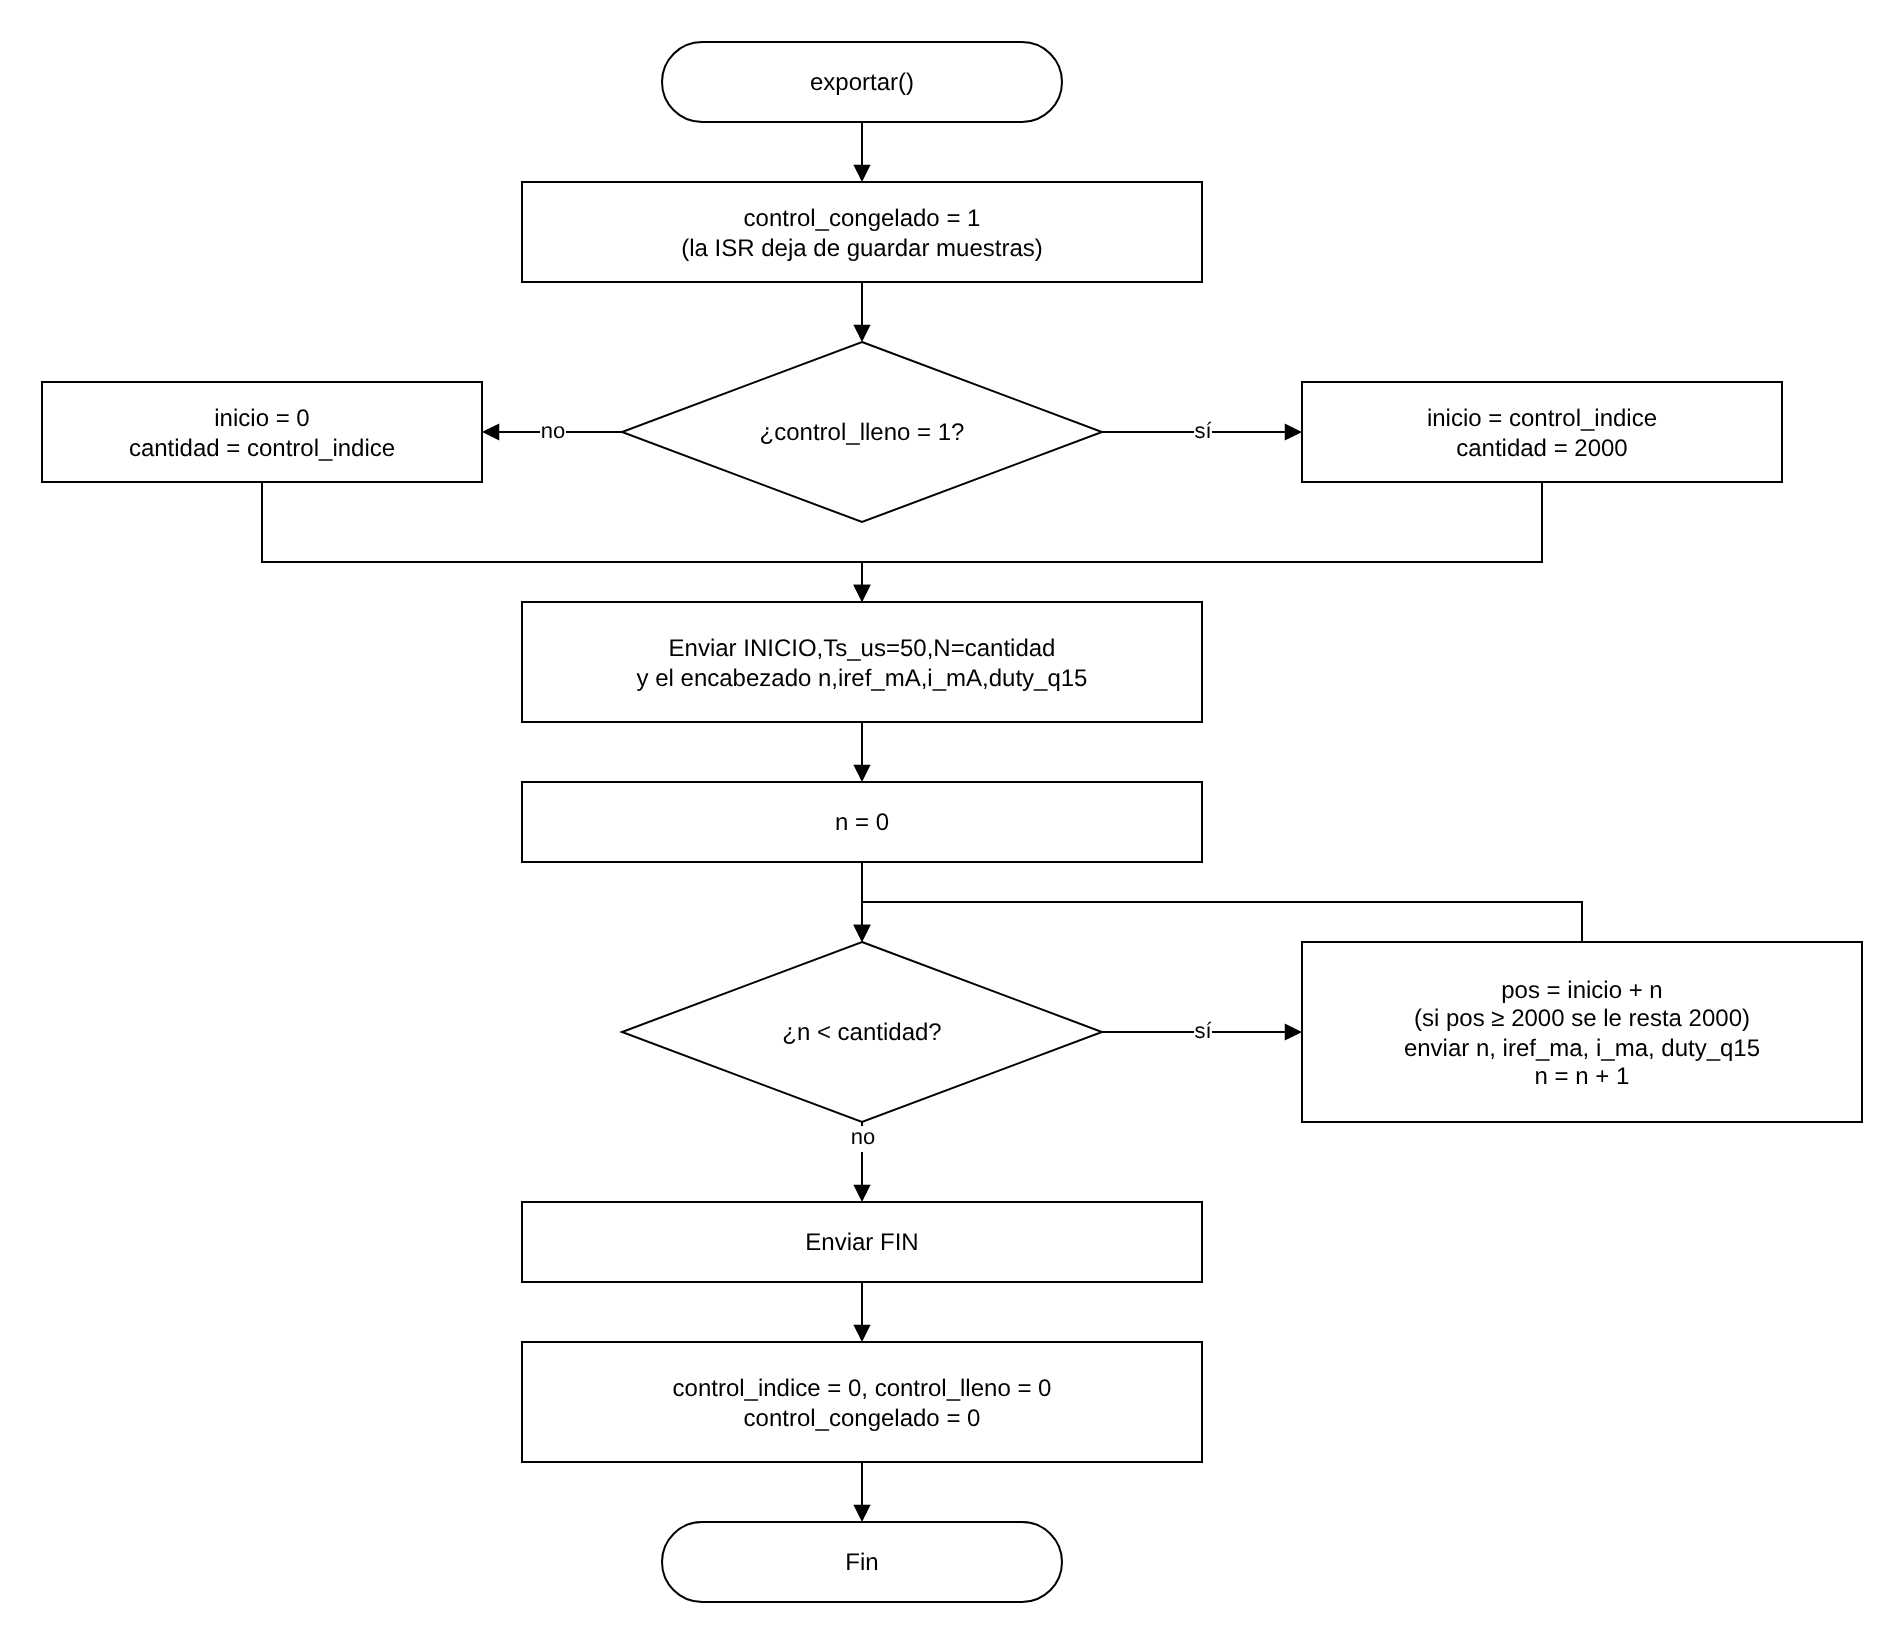 exportar()
control_congelado = 1
(la ISR deja de guardar muestras)
¿control_lleno = 1?
no
inicio = 0
cantidad = control_indice
sí
inicio = control_indice
cantidad = 2000
Enviar INICIO,Ts_us=50,N=cantidad
y el encabezado n,iref_mA,i_mA,duty_q15
n = 0
¿n < cantidad?
sí
pos = inicio + n
(si pos ≥ 2000 se le resta 2000)
enviar n, iref_ma, i_ma, duty_q15
n = n + 1
no
Enviar FIN
control_indice = 0, control_lleno = 0
control_congelado = 0
Fin